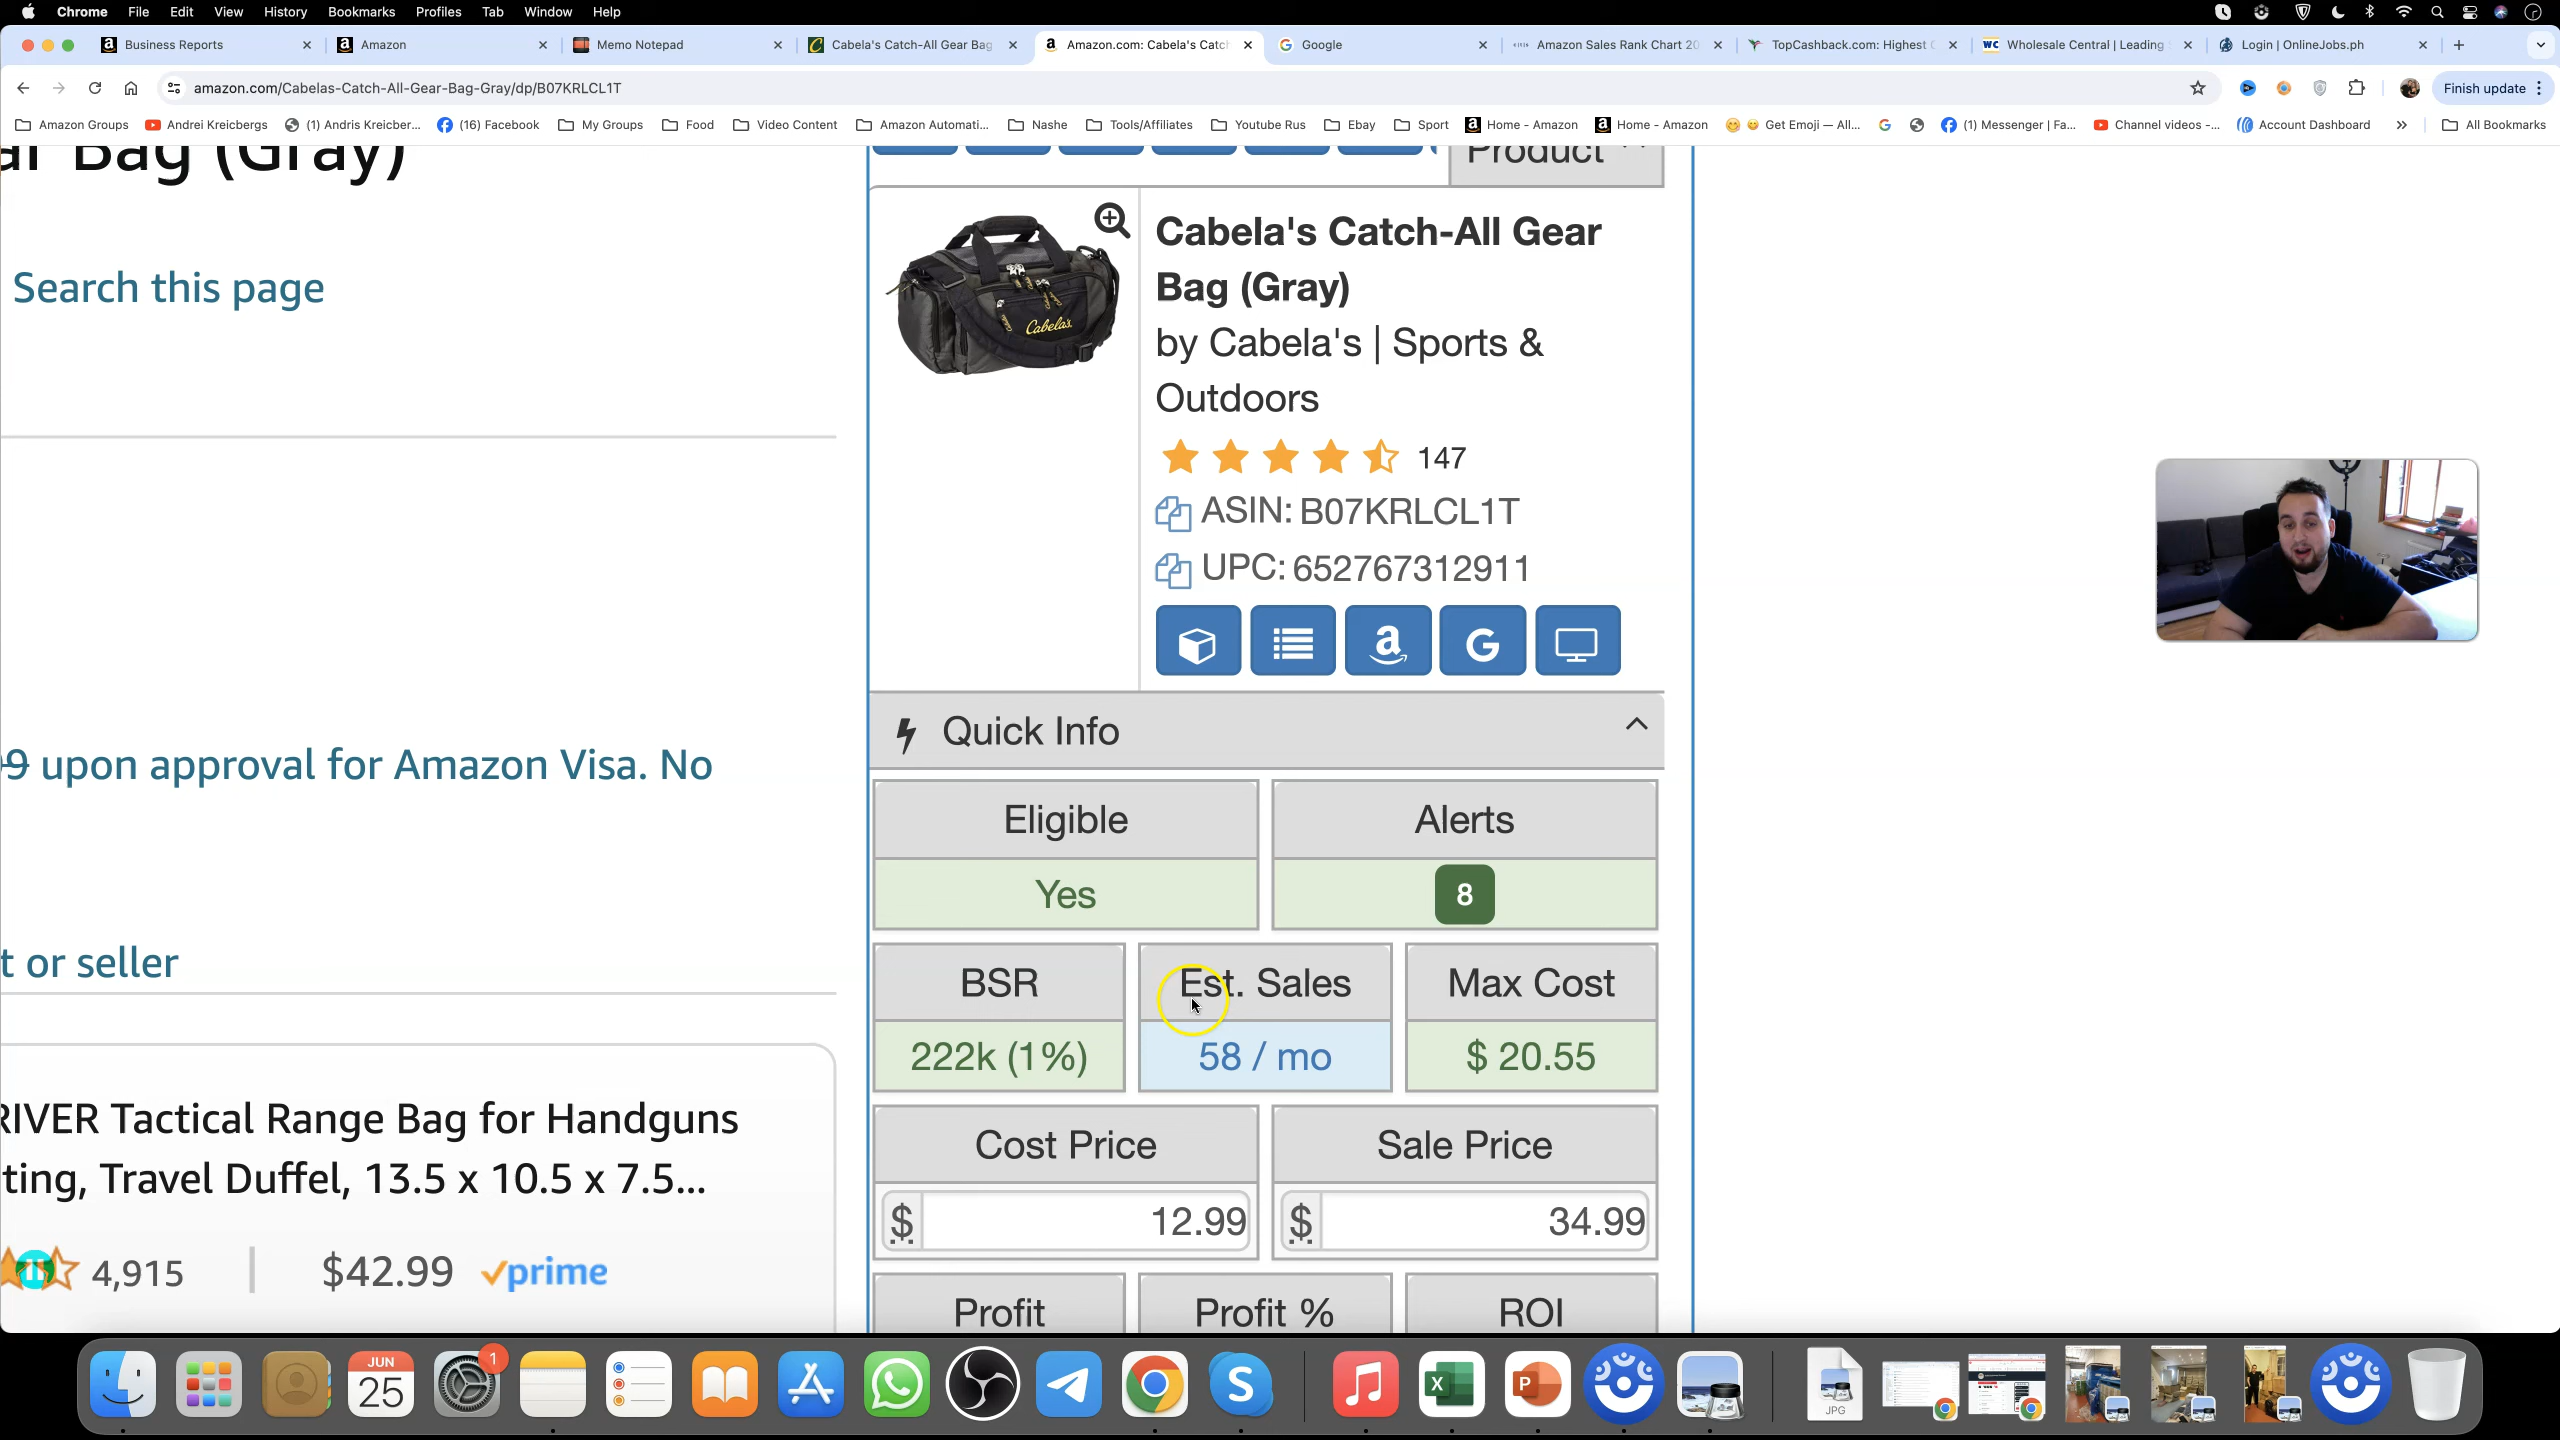 Chrome File Edit View History Bookmarks Profiles Tab Window Help
Business Reports
Amazon
Memo Notepad
Cabela's Catch-All Gear Bag
Amazon.com: Cabela's Catch
Google
Amazon Sales Rank Chart 20
TopCashback.com: Highest C
Wholesale Central | Leading
Login | OnlineJobs.ph
amazon.com/Cabelas-Catch-All-Gear-Bag-Gray/dp/B07KRLCL1T
Finish update
Amazon Groups
Andrei Kreicbergs
(1) Andris Kreicber...
(16) Facebook
My Groups
Food
Video Content
Amazon Automati...
Nashe
Tools/Affiliates
Youtube Rus
Ebay
Sport
Home - Amazon
Home - Amazon
Get Emoji — All...
(1) Messenger | Fa...
Channel videos -...
Account Dashboard
All Bookmarks
ar Bag (Gray)
Search this page
9 upon approval for Amazon Visa. No
t or seller
RIVER Tactical Range Bag for Handguns
ting, Travel Duffel, 13.5 x 10.5 x 7.5...
4,915 | $42.99 prime
Product
Cabela's
Cabela's Catch-All Gear
Bag (Gray)
by Cabela's | Sports &
Outdoors
147
ASIN: B07KRLCL1T
UPC: 652767312911
Quick Info
Eligible Alerts
Yes 8
BSR Est. Sales Max Cost
222k (1%) 58 / mo $ 20.55
Cost Price Sale Price
$ 12.99 $ 34.99
Profit Profit % ROI
JUN
25
1
JPG